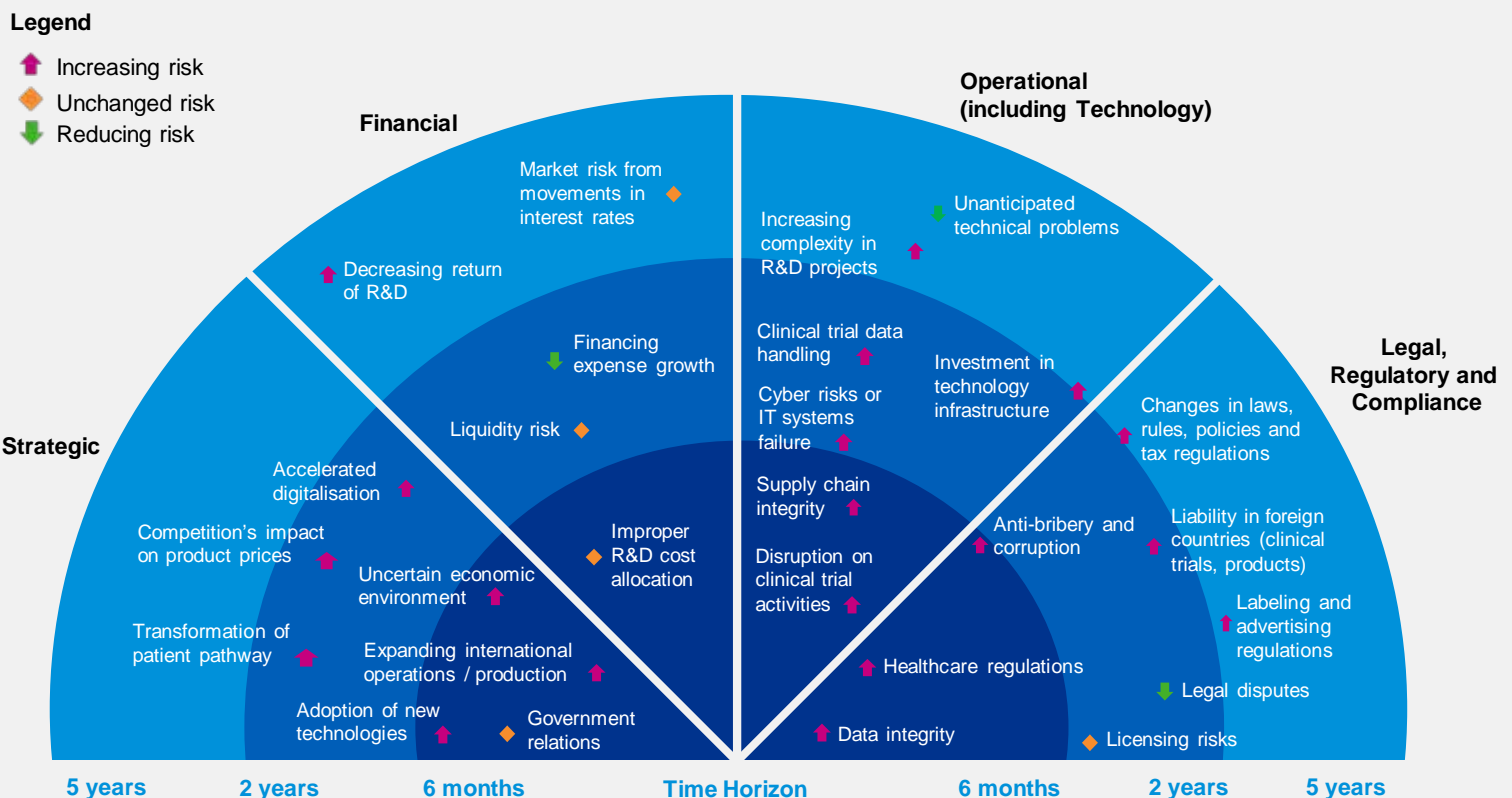 Legend
Increasing risk
Unchanged risk
Reducing risk
Financial
Operational
(including Technology)
Legal,
Regulatory and
Compliance
Strategic
Market risk from
movements in
interest rates
Decreasing return
of R&D
Financing
expense growth
Liquidity risk
Improper
R&D cost
allocation
Unanticipated
technical problems
Increasing
complexity in
R&D projects
Clinical trial data
handling
Investment in
technology
infrastructure
Cyber risks or
IT systems
failure
Supply chain
integrity
Disruption on
clinical trial
activities
Changes in laws,
rules, policies and
tax regulations
Anti-bribery and
corruption
Liability in foreign
countries (clinical
trials, products)
Labeling and
advertising
regulations
Healthcare regulations
Legal disputes
Data integrity
Licensing risks
Accelerated
digitalisation
Competition's impact
on product prices
Uncertain economic
environment
Transformation of
patient pathway
Expanding international
operations / production
Adoption of new
technologies
Government
relations
5 years
2 years
6 months
Time Horizon
6 months
2 years
5 years